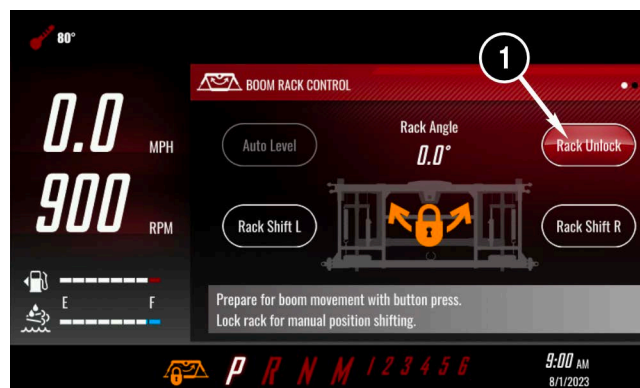 80°
1
BOOM RACK CONTROL
0.0 MPH
Rack Angle
Auto Level
0.0°
Rack Unlock
900 RPM
Rack Shift L
Rack Shift R
E F
Prepare for boom movement with button press.
Lock rack for manual position shifting.
P R N M 1 2 3 4 5 6
9:00 AM
8/1/2023